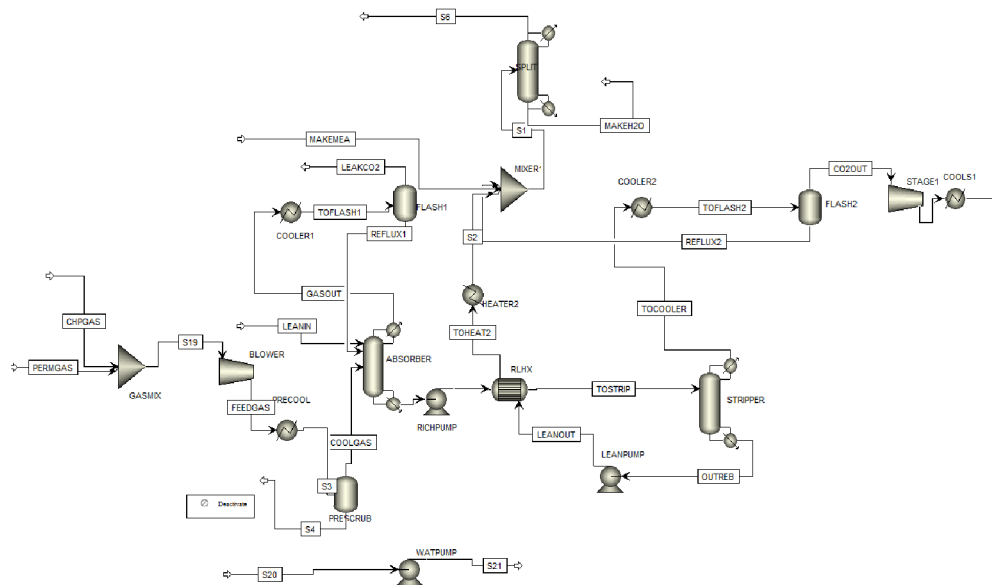 S6
SPLIT
MAKEH2O
S1
MAKEMEA
MIXER1
LEAKCO2
FLASH1
TOFLASH1
COOLER1
REFLUX1
S2
CO2OUT
STAGE1
COOLS1
COOLER2
TOFLASH2
FLASH2
REFLUX2
GASOUT
HEATER2
TOCOOLER
CHPGAS
LEANIN
TOHEAT2
S19
BLOWER
ABSORBER
RLHX
PERMGAS
GASMIX
TOSTRIP
STRIPPER
FEEDGAS
PRECOOL
RICHPUMP
COOLGAS
LEANOUT
LEANPUMP
OUTREB
S3
Deactivate
PRESCRUB
S4
WATPUMP
S20
S21